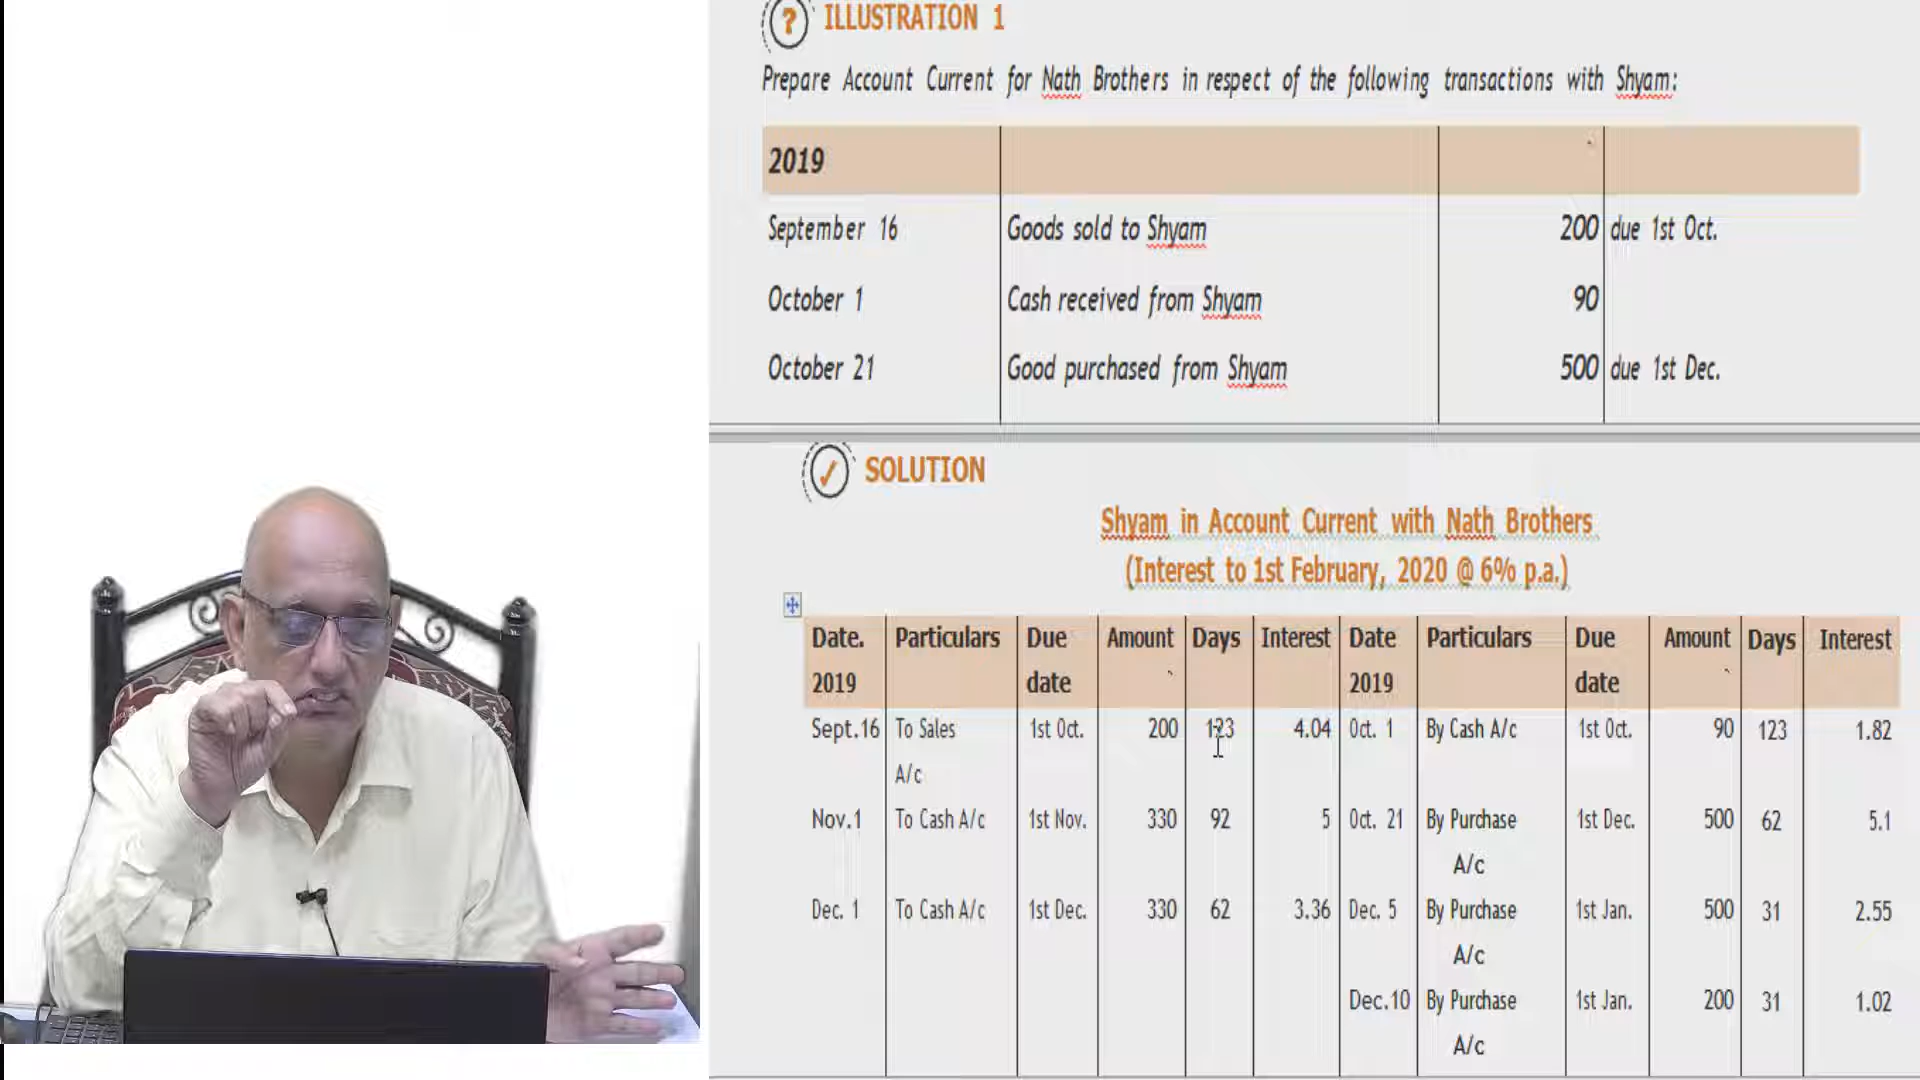 ? ILLUSTRATION 1
Prepare Account Current for Nath Brothers in respect of the following transactions with Shyam:
2019
September 16 Goods sold to Shyam 200 due 1st Oct.
October 1 Cash received from Shyam 90
October 21 Good purchased from Shyam 500 due 1st Dec.
SOLUTION
Shyam in Account Current with Nath Brothers
(Interest to 1st February, 2020 @ 6% p.a.)
Date. Particulars Due Amount Days Interest Date Particulars Due Amount Days Interest
2019 date 2019 date
Sept.16 To Sales 1st Oct. 200 123 4.04 Oct. 1 By Cash A/c 1st Oct. 90 123 1.82
A/c
Nov.1 To Cash A/c 1st Nov. 330 92 5 Oct. 21 By Purchase 1st Dec. 500 62 5.1
A/c
Dec. 1 To Cash A/c 1st Dec. 330 62 3.36 Dec. 5 By Purchase 1st Jan. 500 31 2.55
A/c
Dec.10 By Purchase 1st Jan. 200 31 1.02
A/c